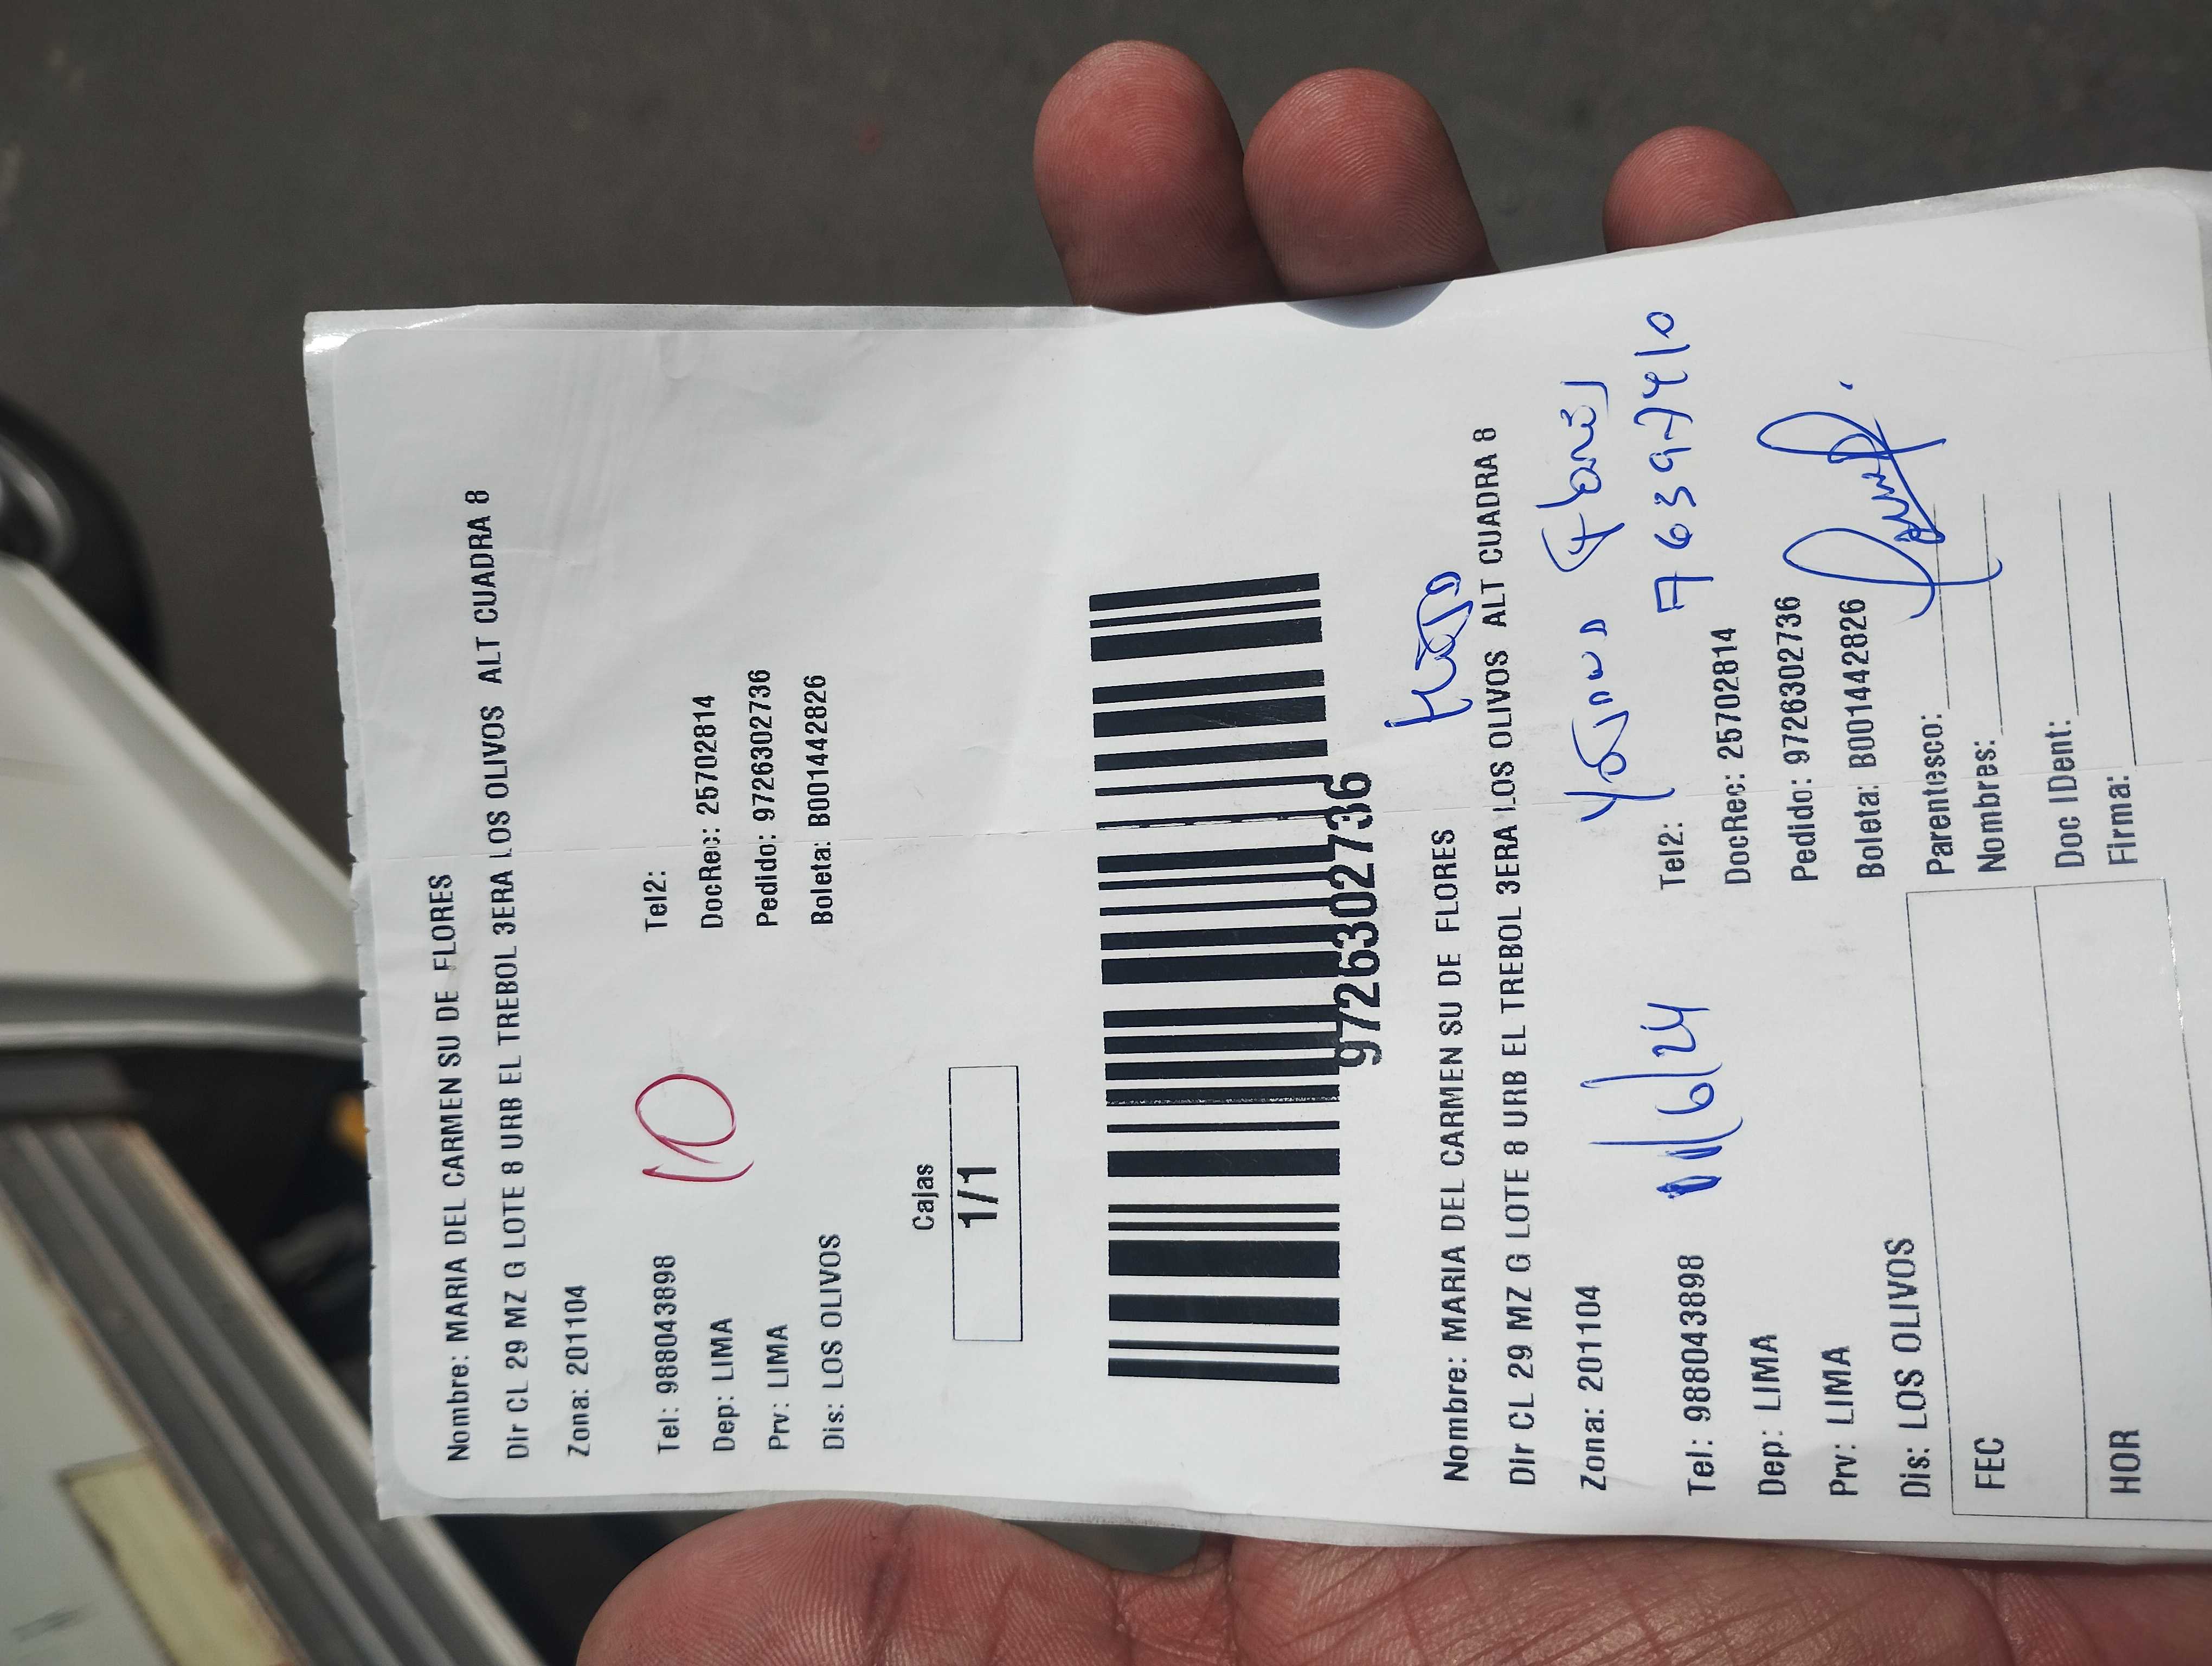 Nombre: MARIA DEL CARMEN SU DE FLORES
Dir CL 29 MZ G LOTE 8 URB EL TREBOL 3ERA LOS OLIVOS ALT CUADRA 8
Zona: 201104
Tel: 988043898 Tel2:
Dep: LIMA DocRec: 25702814
Prv: LIMA Pedido: 9726302736
Dis: LOS OLIVOS Boleta: B001442826
10
Cajas
1/1
9726302736
Nombre: MARIA DEL CARMEN SU DE FLORES
Dir CL 29 MZ G LOTE 8 URB EL TREBOL 3ERA LOS OLIVOS ALT CUADRA 8
Zona: 201104
11/6/24
76397410
Tel: 988043898 Tel2:
Dep: LIMA DocRec: 25702814
Prv: LIMA Pedido: 9726302736
Dis: LOS OLIVOS Boleta: B001442826
FEC Parentesco:
Nombres:
HOR Doc IDent:
Firma: